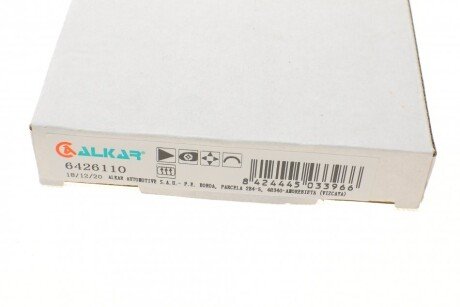 ALKAR®
6426110
18/12/20 ALKAR AUTOMOTIVE S.A.U. - P.E. BOROA, PARCELA 2B4-5, 48340-AMOREBIETA (VIZCAYA)
8 424445 033966